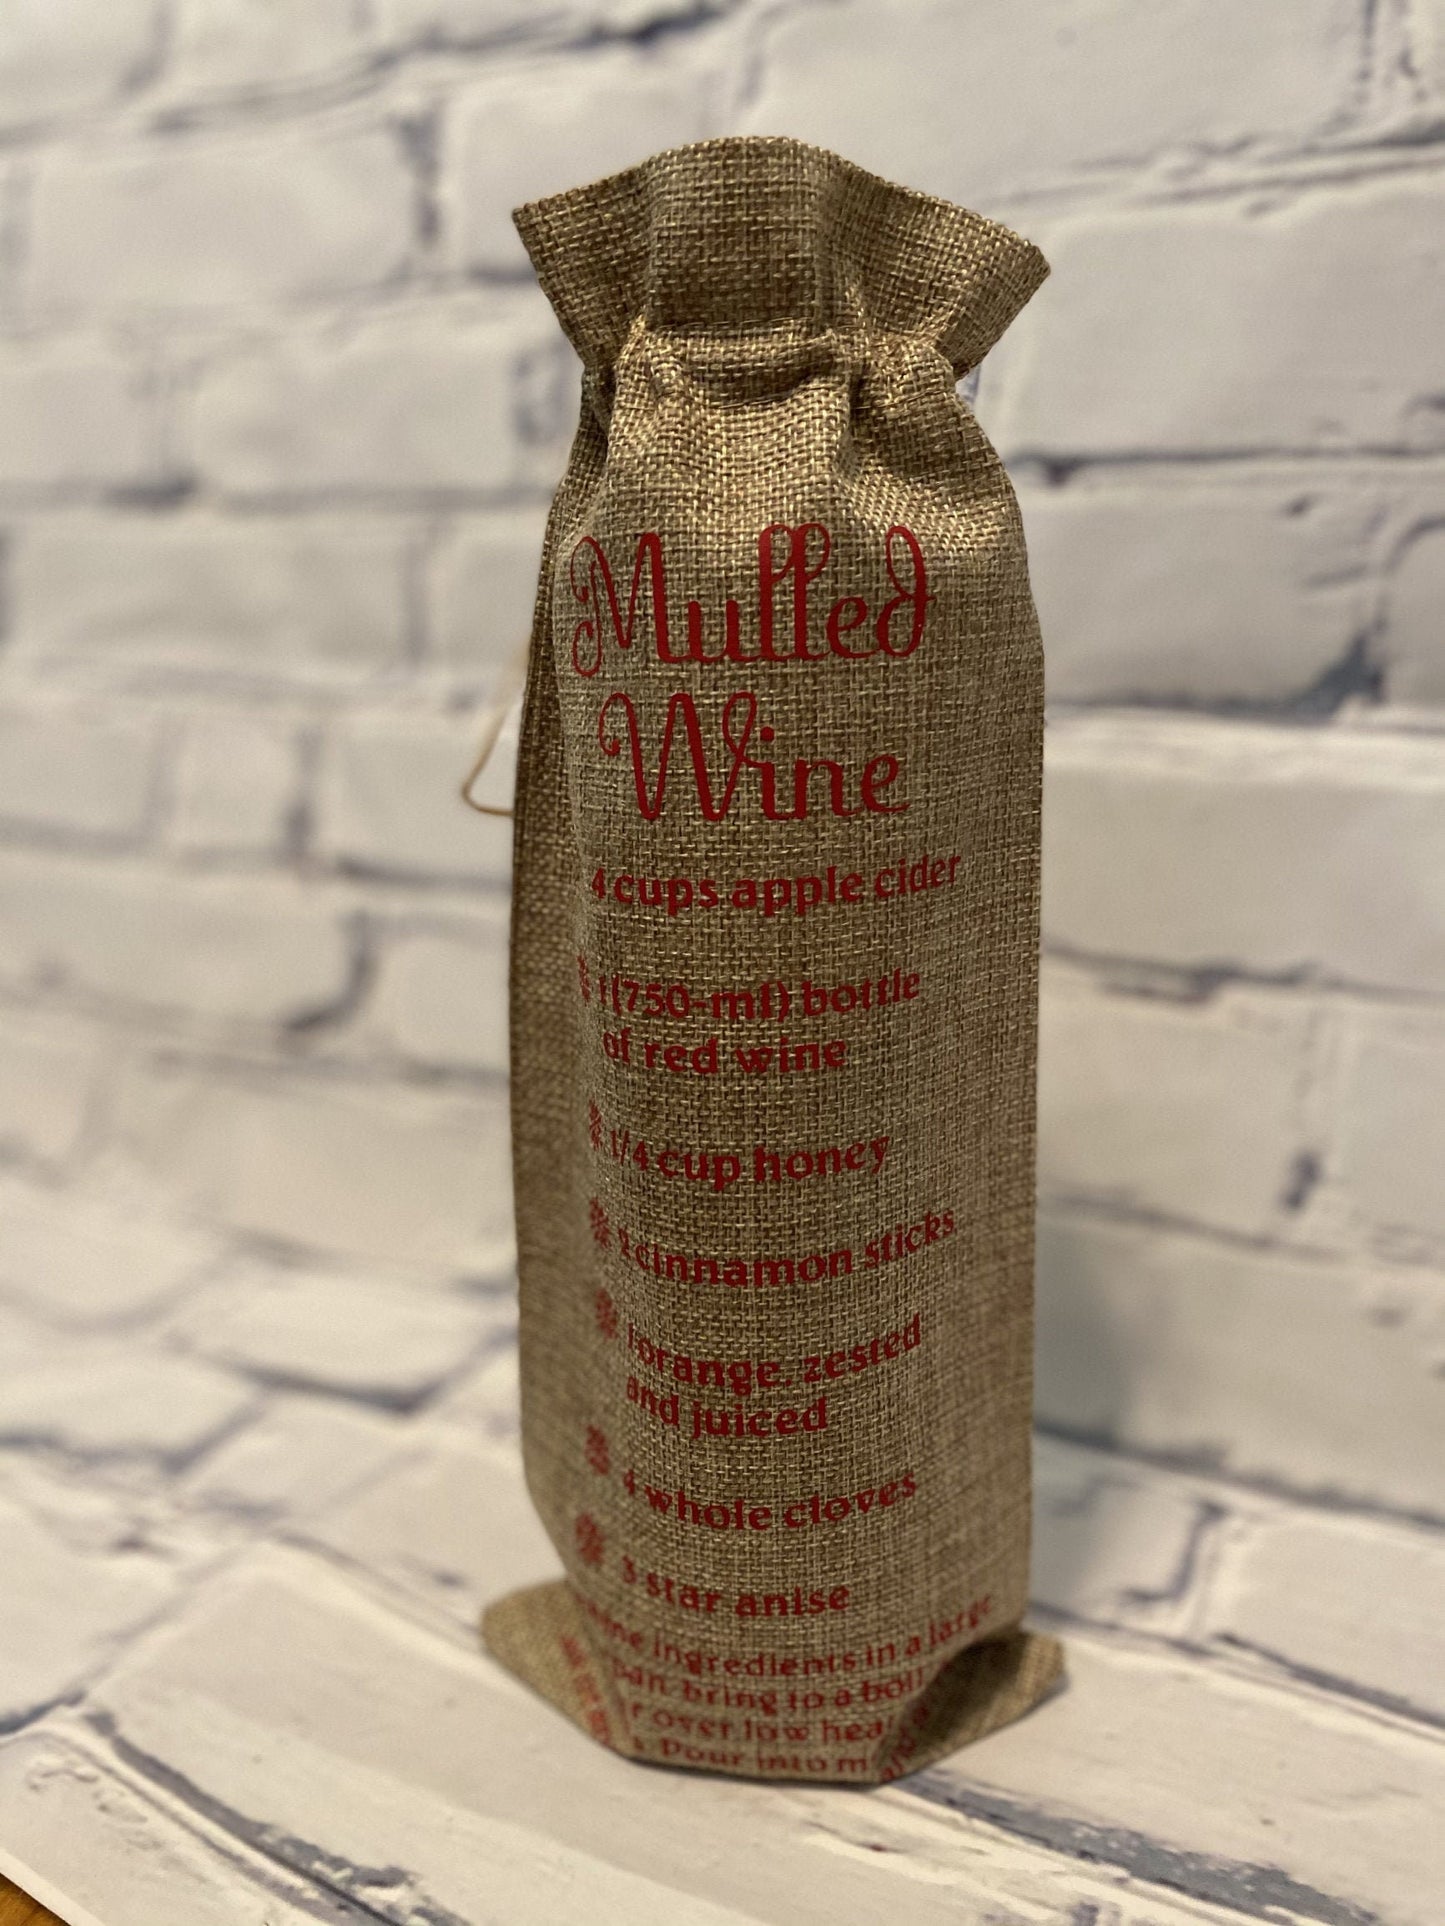 Mulled
Wine
4 cups apple cider
1 (750-ml) bottle
of red wine
1/4 cup honey
2 cinnamon sticks
1 orange, zested
and juiced
4 whole cloves
3 star anise
ingredients in a large
bring to a boil
over low heat
Pour into